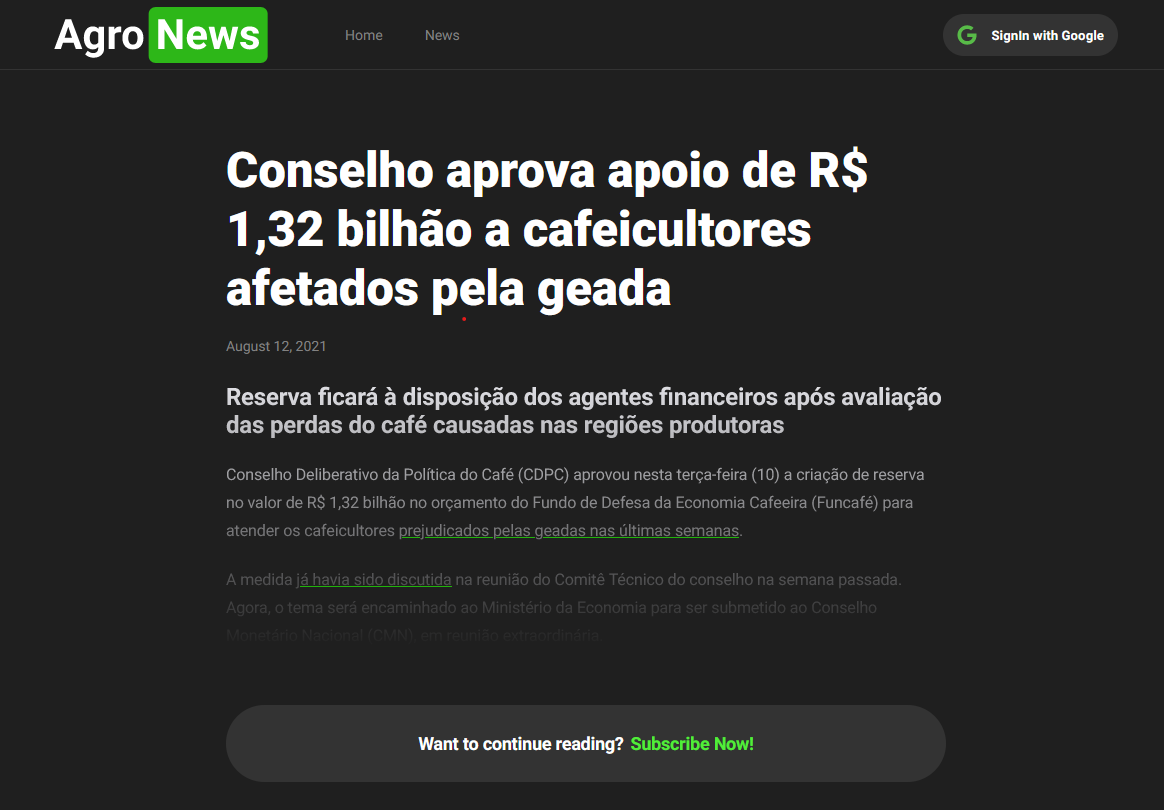 Agro News
Home
News
SignIn with Google
Conselho aprova apoio de R$
1,32 bilhão a cafeicultores
afetados pela geada
August 12, 2021
Reserva ficará à disposição dos agentes financeiros após avaliação
das perdas do café causadas nas regiões produtoras
Conselho Deliberativo da Política do Café (CDPC) aprovou nesta terça-feira (10) a criação de reserva
no valor de R$ 1,32 bilhão no orçamento do Fundo de Defesa da Economia Cafeeira (Funcafé) para
atender os cafeicultores prejudicados pelas geadas nas últimas semanas.
A medida já havia sido discutida na reunião do Comitê Técnico do conselho na semana passada.
Agora, o tema será encaminhado ao Ministério da Economia para ser submetido ao Conselho
Monetário Nacional (CMN), em reunião extraordinária.
Want to continue reading? Subscribe Now!